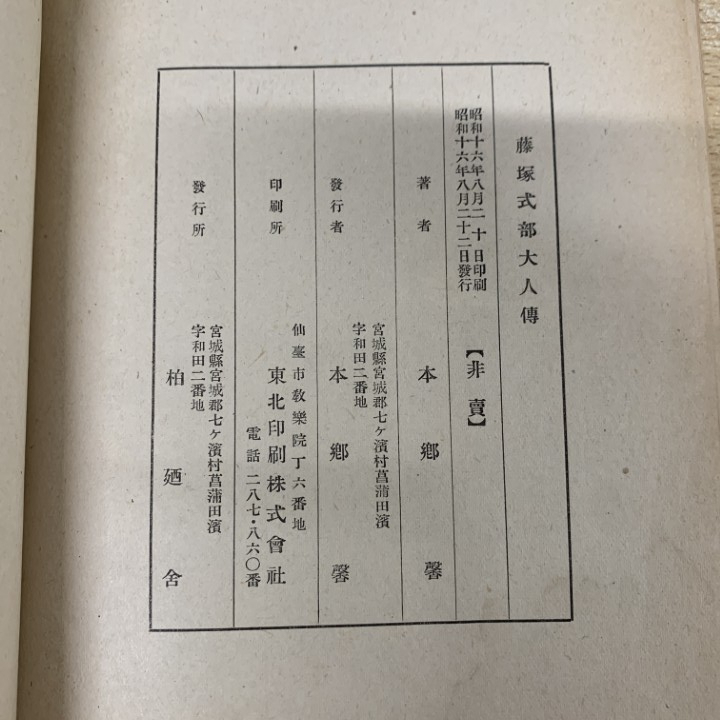 藤塚式部大人傳
昭和十六年八月二十日印刷
昭和十六年八月二十二日發行
【非賣】
著者
本鄕馨
宮城縣宮城郡七ヶ濱村菖蒲田濱
字和田二番地
發行者
本鄕馨
仙臺市敎樂院丁六番地
印刷所
東北印刷株式會社
電話二八七・八六〇番
宮城縣宮城郡七ヶ濱村菖蒲田濱
字和田二番地
發行所
柏廼舍